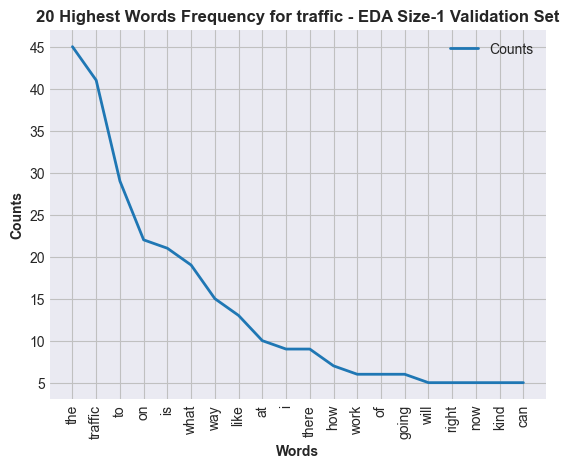 20 Highest Words Frequency for traffic - EDA Size-1 Validation Set
Counts
45
40
35
30
25
20
15
10
5
Counts
the
traffic
to
on
is
what
way
like
at
i
there
how
work
of
going
will
right
now
kind
can
Words